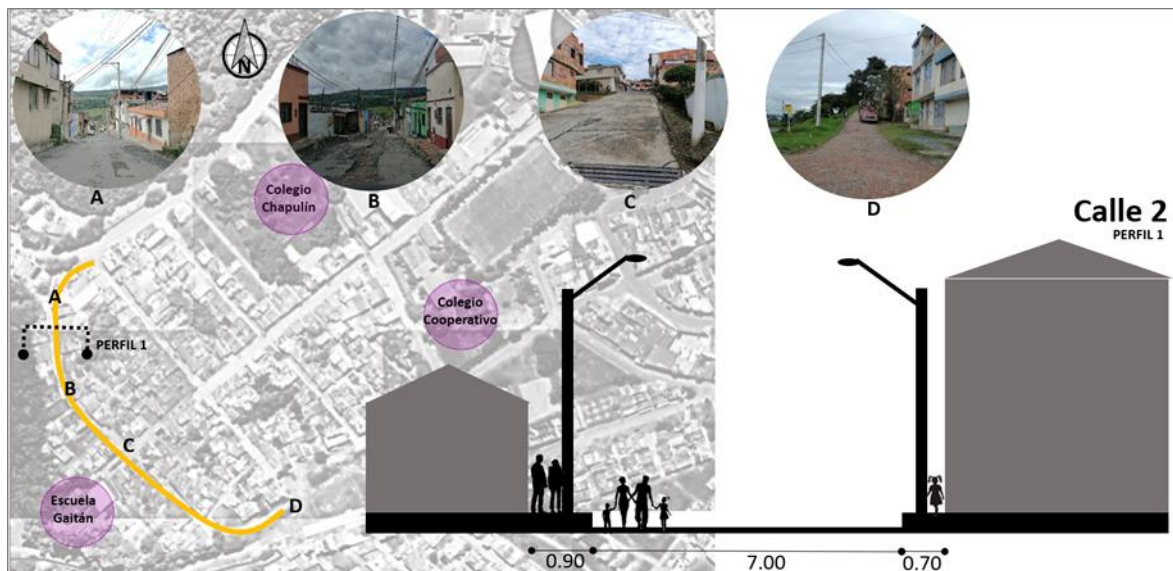 N
A
B
C
D
Colegio
Chapulín
Calle 2
PERFIL 1
A
Colegio
Cooperativo
PERFIL 1
B
C
Escuela
Gaitán
D
0.90
7.00
0.70